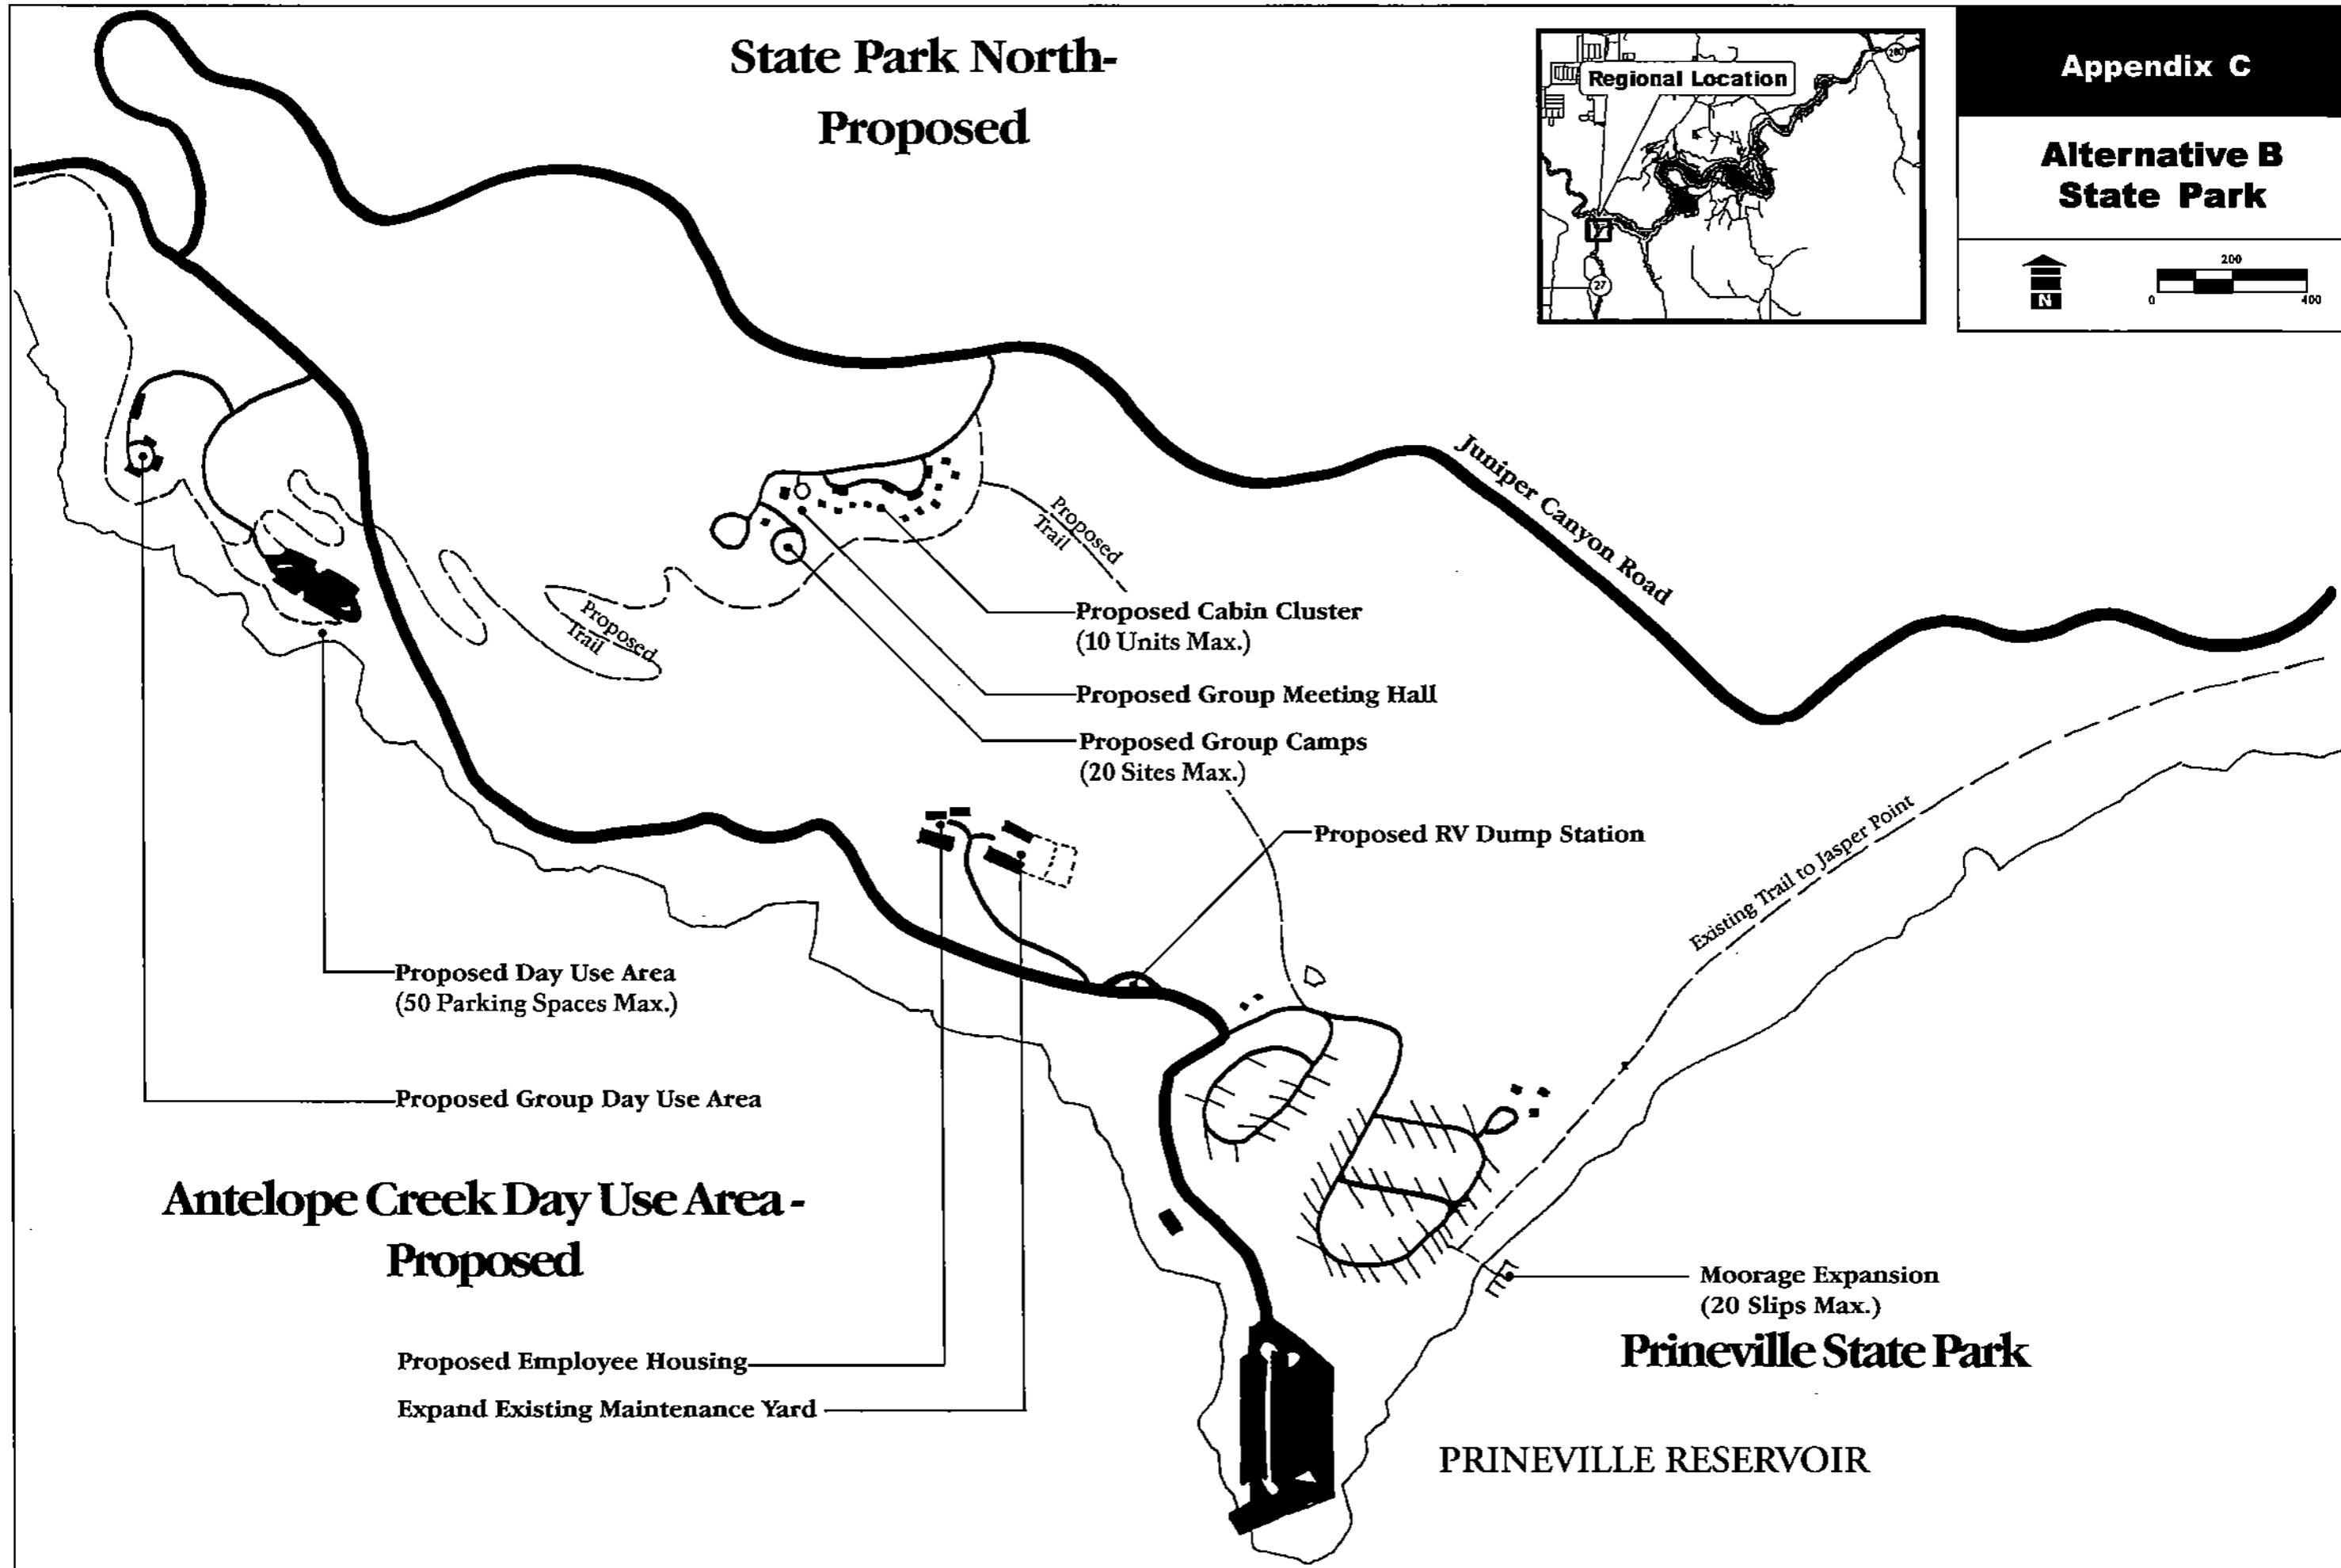 State Park North-
Proposed
Regional Location
280
27
Appendix C
Alternative B
State Park
N
200
0
400
Juniper Canyon Road
Proposed
Trail
Proposed
Trail
Proposed Cabin Cluster
(10 Units Max.)
Proposed Group Meeting Hall
Proposed Group Camps
(20 Sites Max.)
Proposed RV Dump Station
Existing Trail to Jasper Point
Proposed Day Use Area
(50 Parking Spaces Max.)
Proposed Group Day Use Area
Antelope Creek Day Use Area -
Proposed
Moorage Expansion
(20 Slips Max.)
Prineville State Park
Proposed Employee Housing
Expand Existing Maintenance Yard
PRINEVILLE RESERVOIR